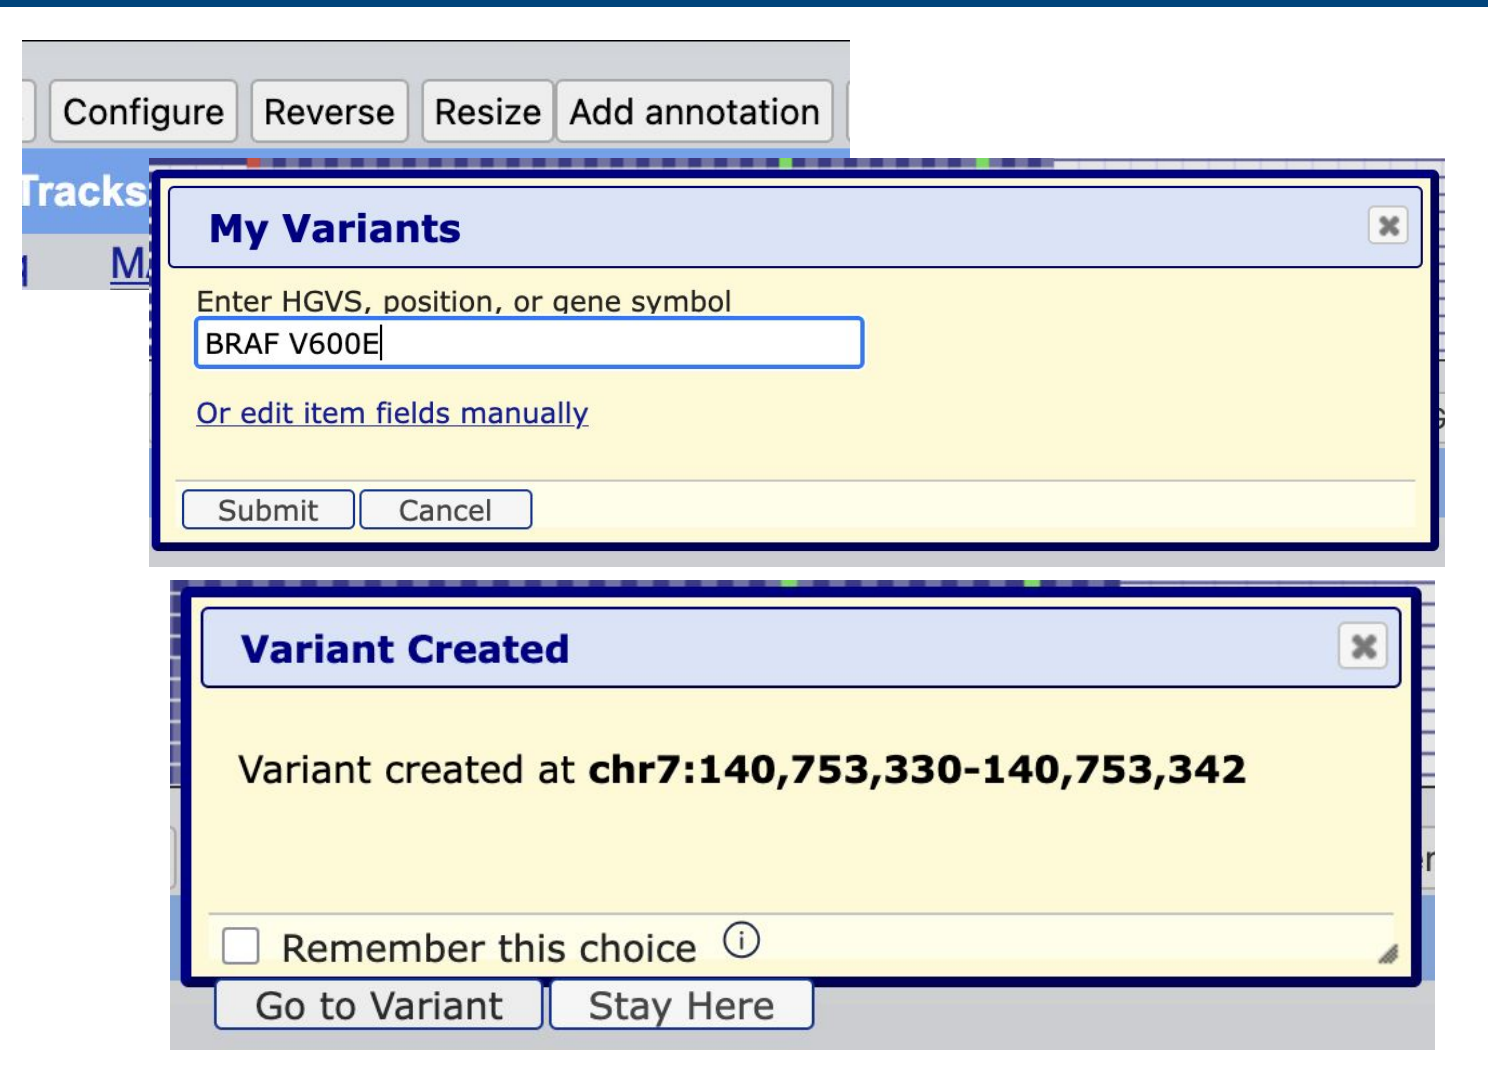 Configure Reverse Resize Add annotation
Tracks
My Variants
Enter HGVS, position, or gene symbol
BRAF V600E
Or edit item fields manually
Submit Cancel
Variant Created
Variant created at chr7:140,753,330-140,753,342
Remember this choice
Go to Variant Stay Here